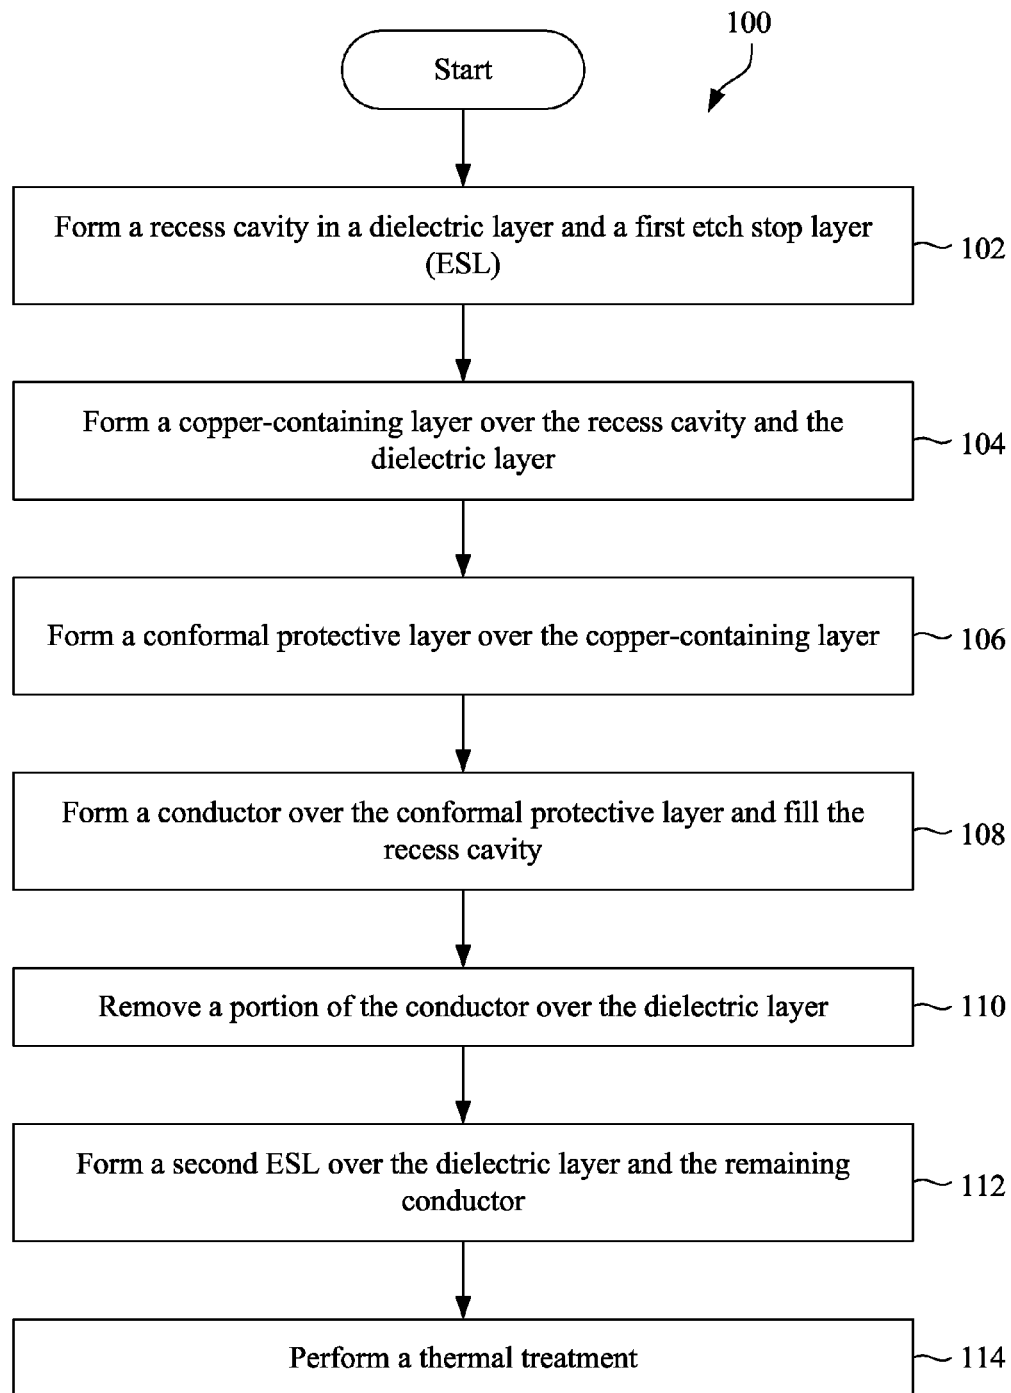 100
Start
Form a recess cavity in a dielectric layer and a first etch stop layer
(ESL)
102
Form a copper-containing layer over the recess cavity and the
dielectric layer
104
Form a conformal protective layer over the copper-containing layer
106
Form a conductor over the conformal protective layer and fill the
recess cavity
108
Remove a portion of the conductor over the dielectric layer
110
Form a second ESL over the dielectric layer and the remaining
conductor
112
Perform a thermal treatment
114